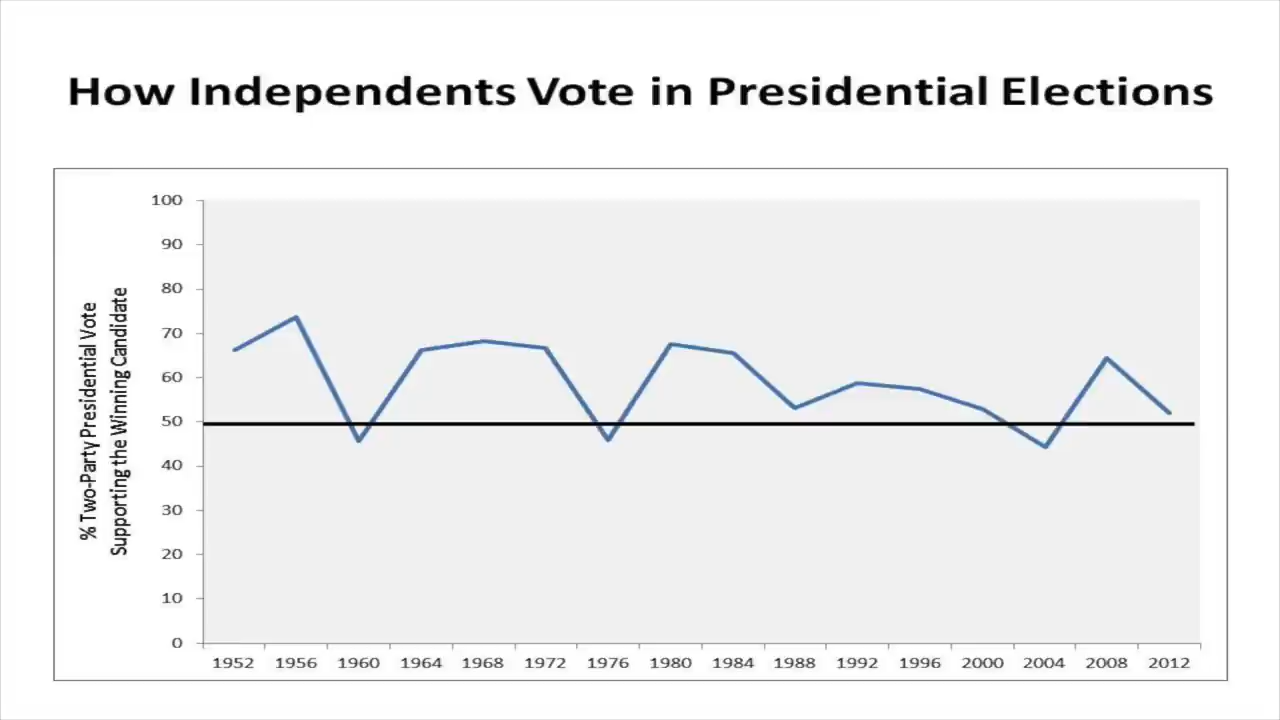 How Independents Vote in Presidential Elections
% Two-Party Presidential Vote
Supporting the Winning Candidate
100
90
80
70
60
50
40
30
20
10
0
1952 1956 1960 1964 1968 1972 1976 1980 1984 1988 1992 1996 2000 2004 2008 2012